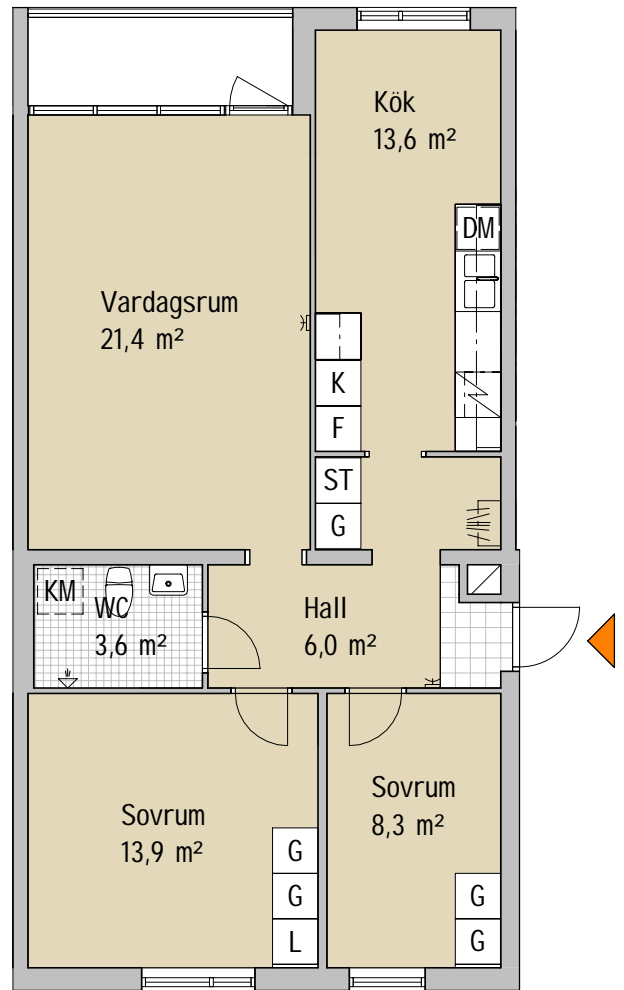 Kök
13,6 m²
DM
Vardagsrum
21,4 m²
K
F
ST
G
KM
WC
3,6 m²
Hall
6,0 m²
Sovrum
13,9 m²
G
G
L
Sovrum
8,3 m²
G
G